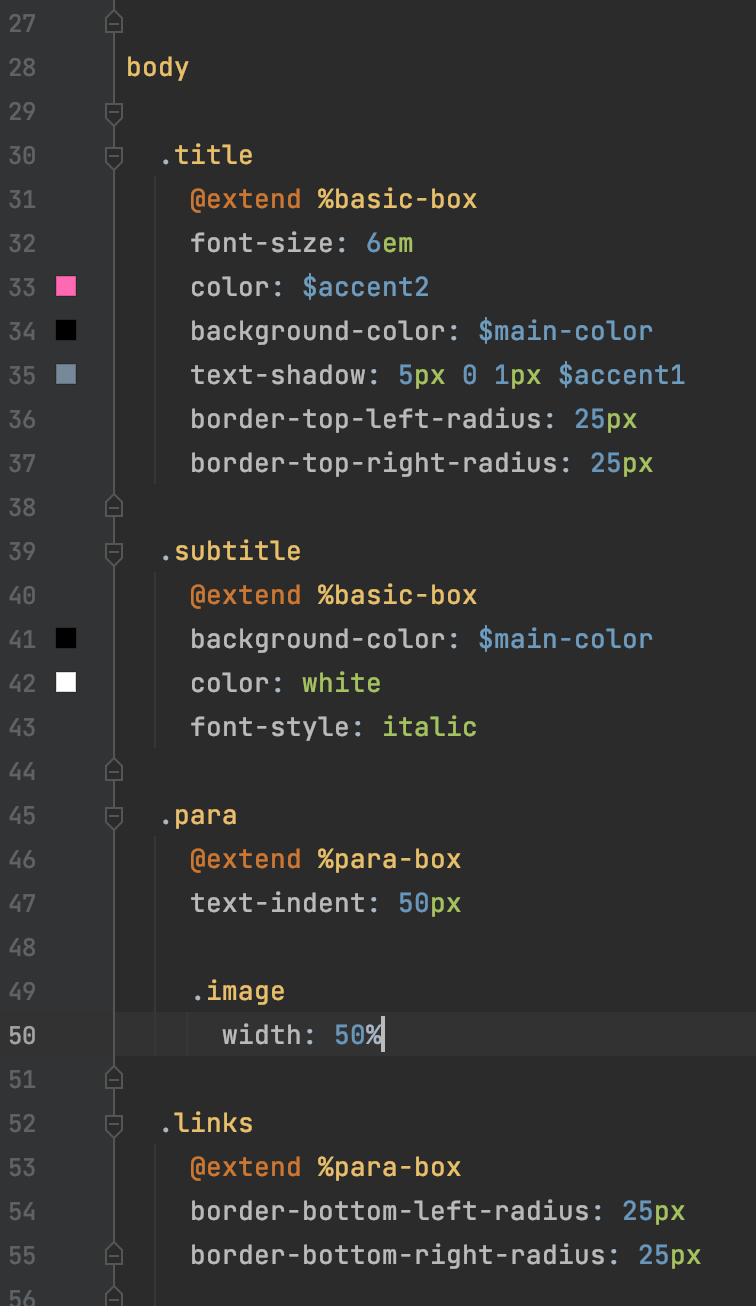 27
28 body
29
30   .title
31     @extend %basic-box
32     font-size: 6em
33     color: $accent2
34     background-color: $main-color
35     text-shadow: 5px 0 1px $accent1
36     border-top-left-radius: 25px
37     border-top-right-radius: 25px
38
39   .subtitle
40     @extend %basic-box
41     background-color: $main-color
42     color: white
43     font-style: italic
44
45   .para
46     @extend %para-box
47     text-indent: 50px
48
49     .image
50       width: 50%
51
52   .links
53     @extend %para-box
54     border-bottom-left-radius: 25px
55     border-bottom-right-radius: 25px
56